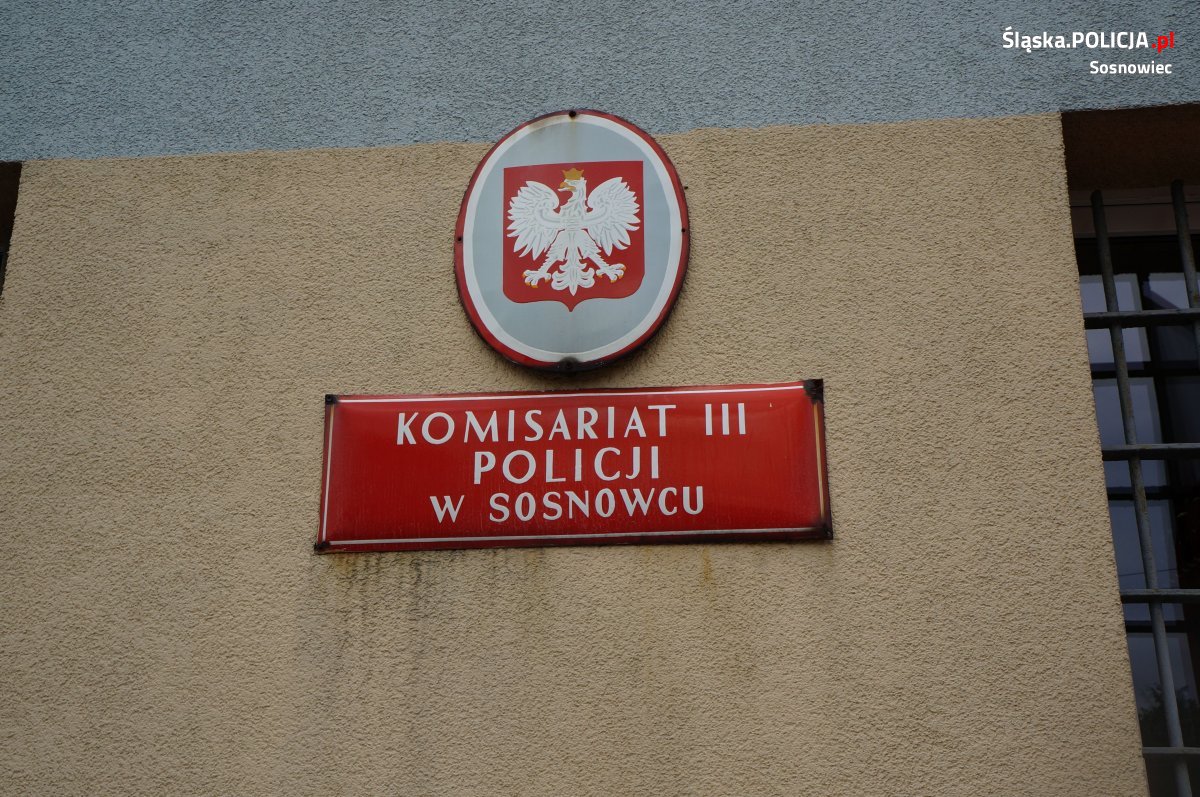 Śląska.POLICJA.pl
Sosnowiec
KOMISARIAT III
POLICJI
W SOSNOWCU